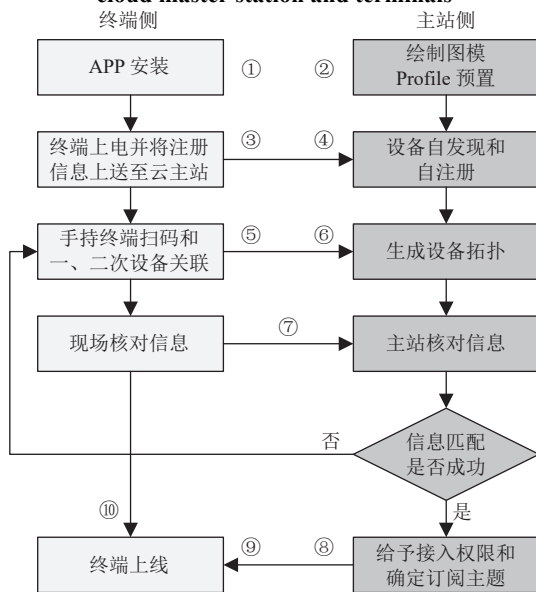 cloud master station and terminals
终端侧
主站侧
APP 安装
①
②
绘制图模
Profile 预置
终端上电并将注册
信息上送至云主站
③
④
设备自发现和
自注册
手持终端扫码和
一、二次设备关联
⑤
⑥
生成设备拓扑
现场核对信息
⑦
主站核对信息
否
信息匹配
是否成功
是
⑩
终端上线
⑨
⑧
给予接入权限和
确定订阅主题